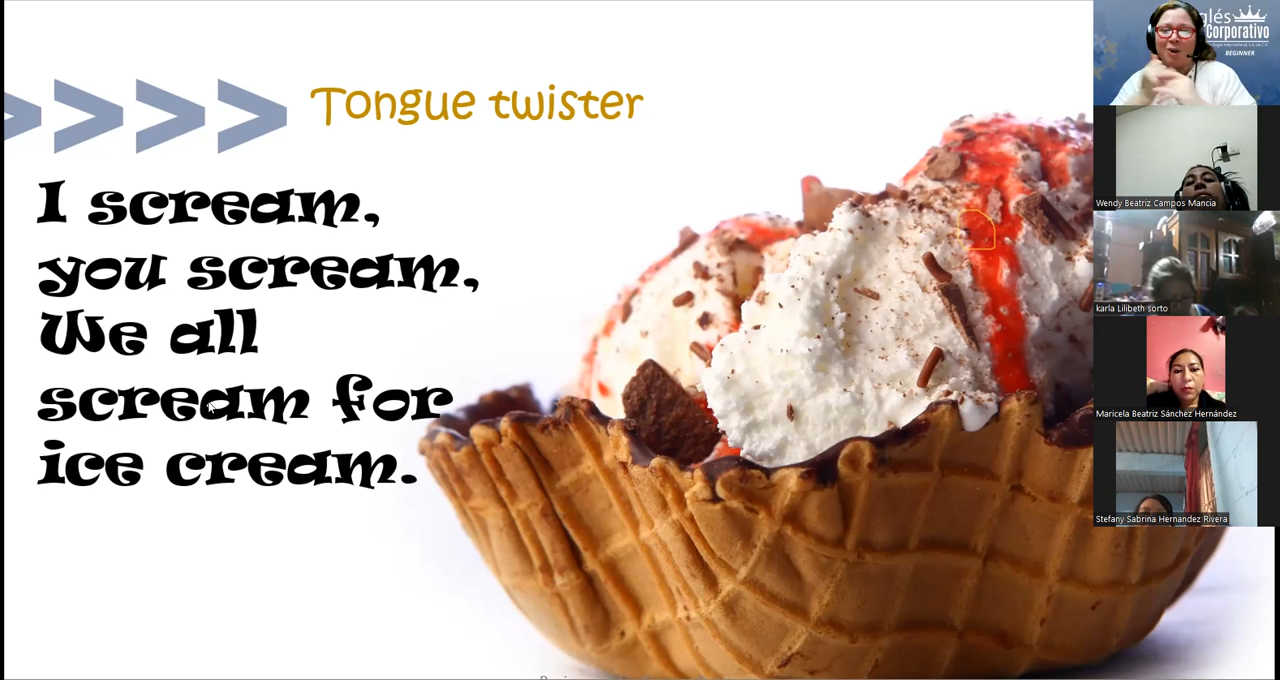 Tongue twister
I scream,
you scream,
We all
scream for
ice cream.
glés
Corporativo
BEGINNER
Wendy Beatriz Campos Mancia
karla Lilibeth sorto
Maricela Beatriz Sánchez Hernández
Stefany Sabrina Hernandez Rivera